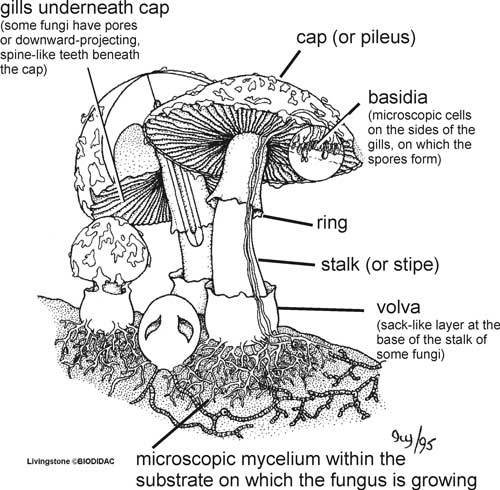 gills underneath cap
(some fungi have pores
or downward-projecting,
spine-like teeth beneath
the cap)
cap (or pileus)
basidia
(microscopic cells
on the sides of the
gills, on which the
spores form)
ring
stalk (or stipe)
volva
(sack-like layer at the
base of the stalk of
some fungi)
/95
Livingstone ©BIODIDAC
microscopic mycelium within the
substrate on which the fungus is growing